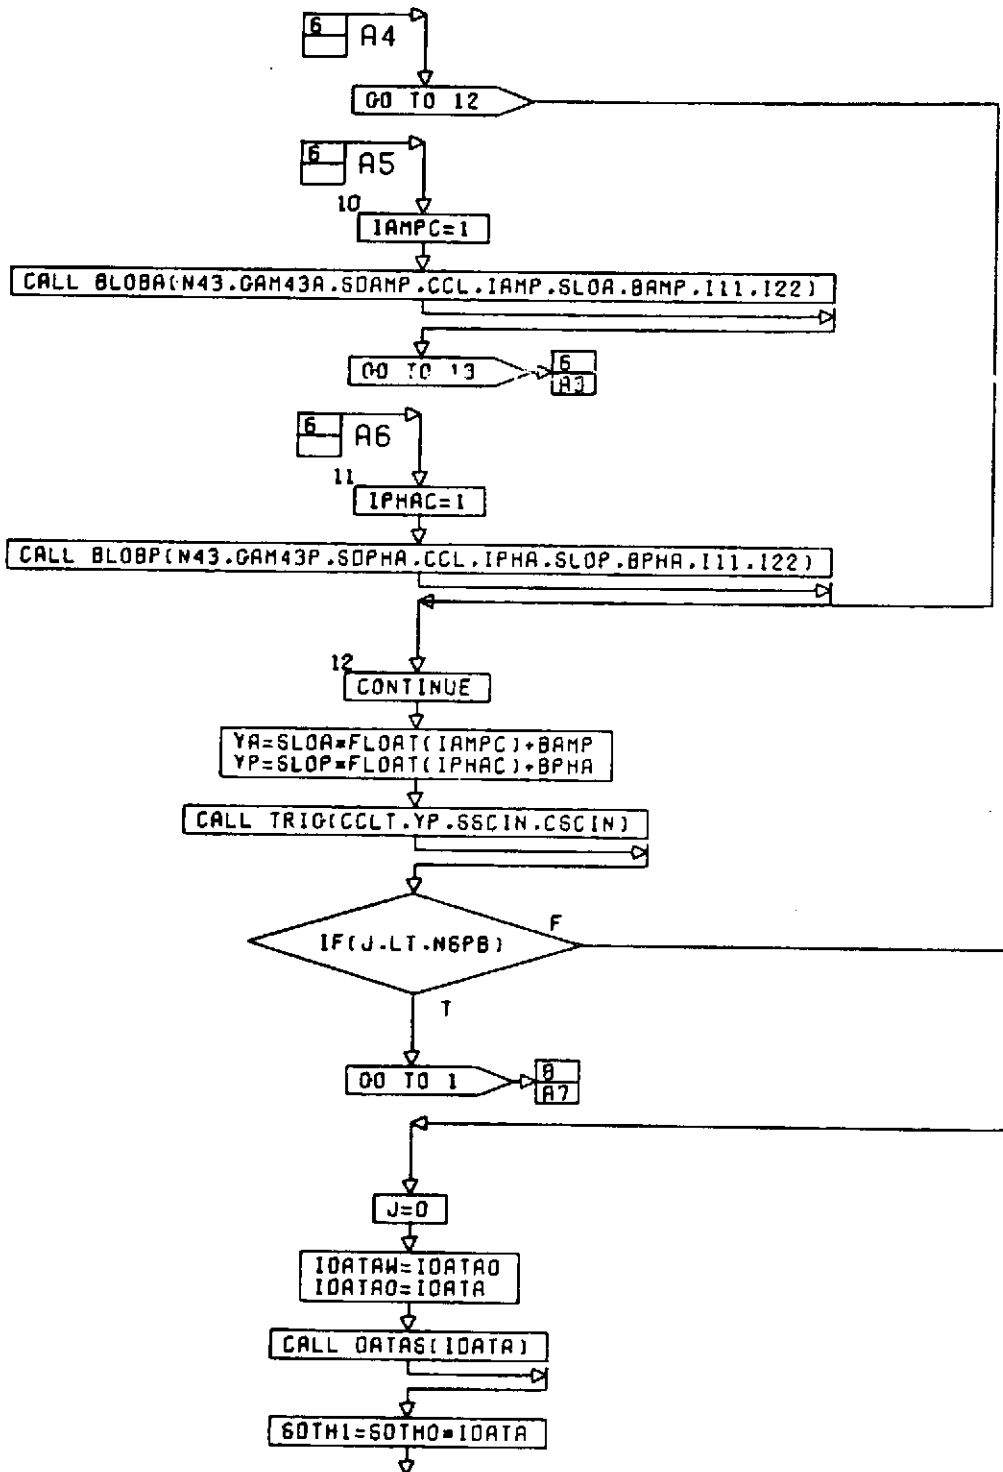 6 A4
GO TO 12
6 A5
10
IAMPC=1
CALL BLOBA(N43.GAM43A.SDAMP.CCL.IAMP.SLOA.BAMP.I11.I22)
GO TO 13
6
A3
6 A6
11
IPHAC=1
CALL BLOBP(N43.GAM43P.SDPHA.CCL.IPHA.SLOP.BPHA.I11.I22)
12
CONTINUE
YA=SLOA*FLOAT(IAMPC)+BAMP
YP=SLOP*FLOAT(IPHAC)+BPHA
CALL TRIG(CCLT.YP.SSCIN.CSCIN)
IF(J.LT.NSPB)
F
T
GO TO 1
8
A7
J=0
IDATAW=IDATAO
IDATAO=IDATA
CALL DATAS(IDATA)
SOTH1=SOTHO*IDATA